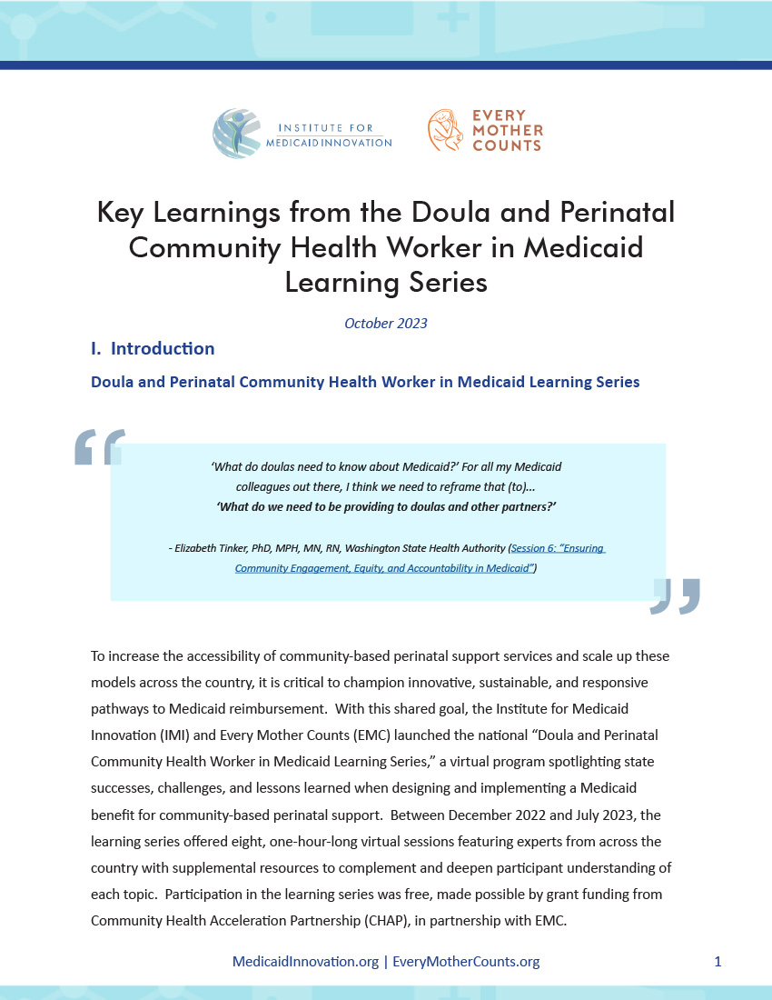 INSTITUTE FOR
MEDICAID INNOVATION
EVERY
MOTHER
COUNTS
Key Learnings from the Doula and Perinatal
Community Health Worker in Medicaid
Learning Series
October 2023
I. Introduction
Doula and Perinatal Community Health Worker in Medicaid Learning Series
“
‘What do doulas need to know about Medicaid?’ For all my Medicaid
colleagues out there, I think we need to reframe that (to)...
‘What do we need to be providing to doulas and other partners?’
- Elizabeth Tinker, PhD, MPH, MN, RN, Washington State Health Authority (Session 6: “Ensuring
Community Engagement, Equity, and Accountability in Medicaid”)
”
To increase the accessibility of community-based perinatal support services and scale up these
models across the country, it is critical to champion innovative, sustainable, and responsive
pathways to Medicaid reimbursement.  With this shared goal, the Institute for Medicaid
Innovation (IMI) and Every Mother Counts (EMC) launched the national “Doula and Perinatal
Community Health Worker in Medicaid Learning Series,” a virtual program spotlighting state
successes, challenges, and lessons learned when designing and implementing a Medicaid
benefit for community-based perinatal support.  Between December 2022 and July 2023, the
learning series offered eight, one-hour-long virtual sessions featuring experts from across the
country with supplemental resources to complement and deepen participant understanding of
each topic.  Participation in the learning series was free, made possible by grant funding from
Community Health Acceleration Partnership (CHAP), in partnership with EMC.
MedicaidInnovation.org | EveryMotherCounts.org 1